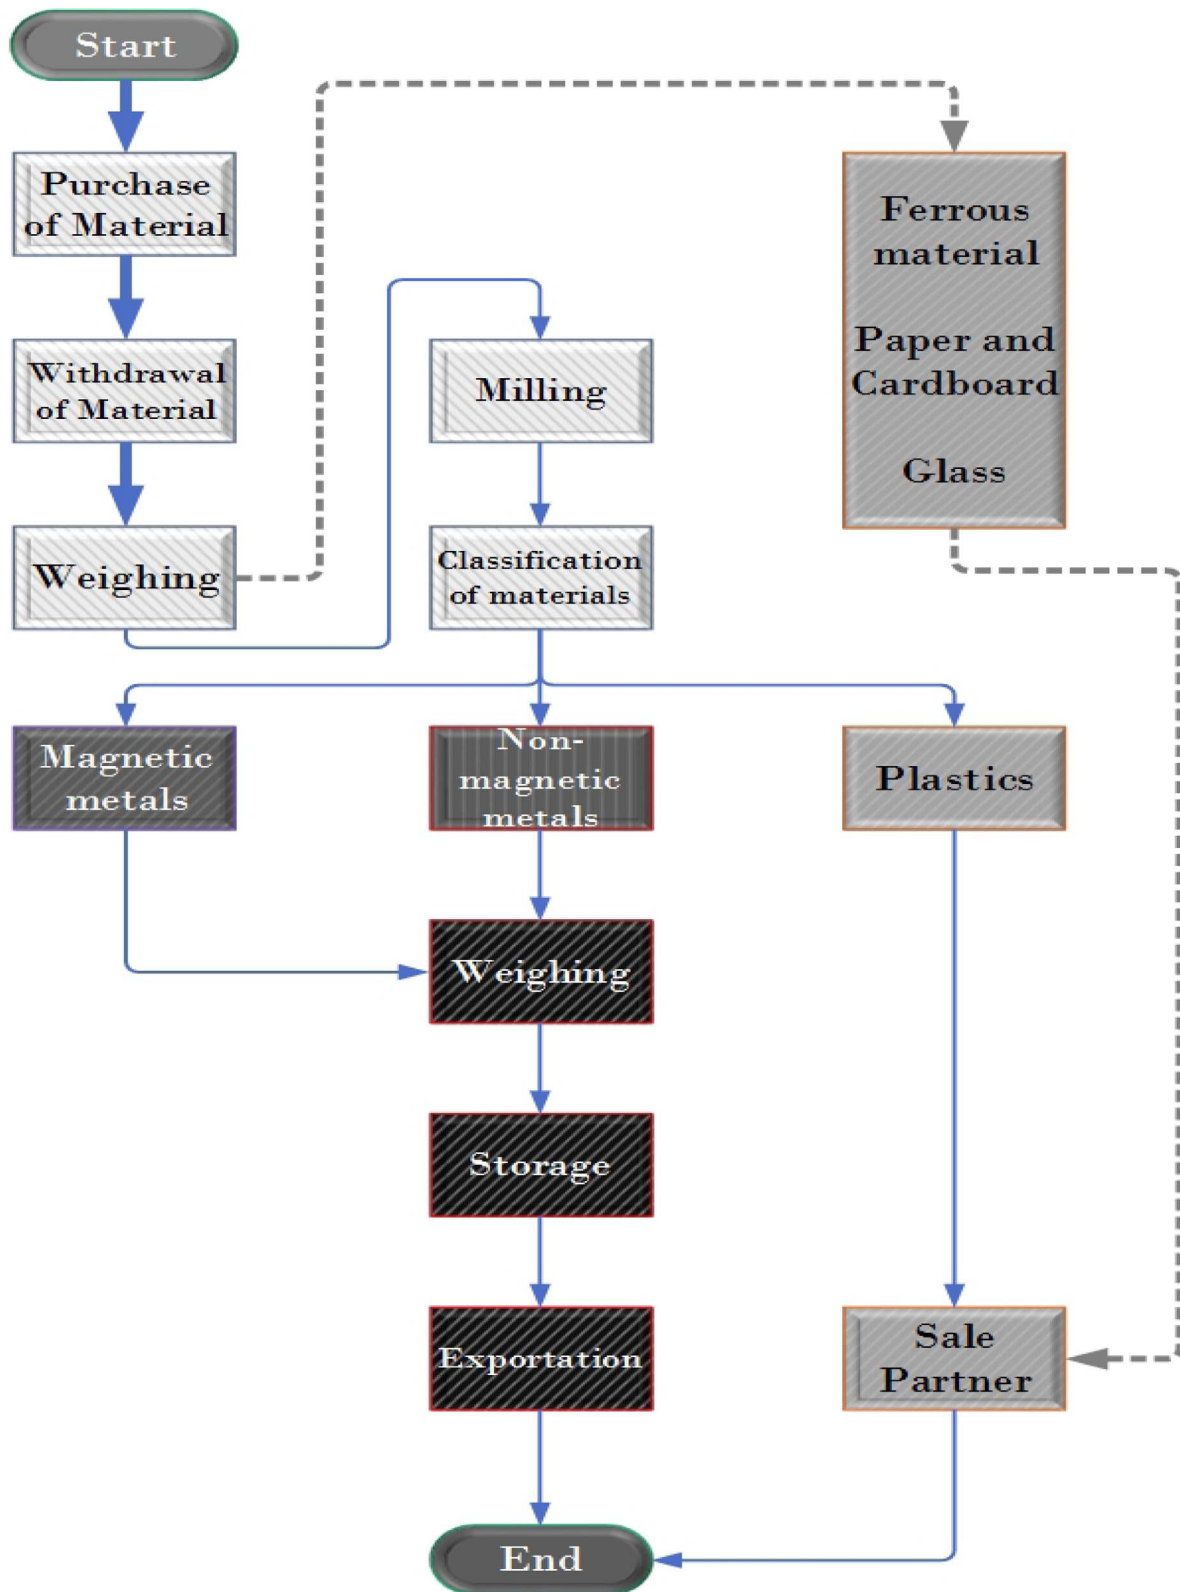 Start
Purchase
of Material
Withdrawal
of Material
Weighing
Milling
Classification
of materials
Ferrous
material
Paper and
Cardboard
Glass
Magnetic
metals
Non-
magnetic
metals
Plastics
Weighing
Storage
Exportation
Sale
Partner
End